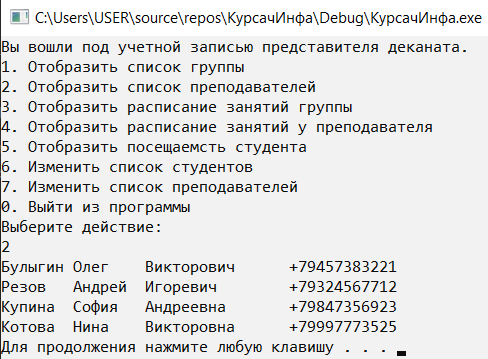 C:\Users\USER\source\repos\КурсачИнфа\Debug\КурсачИнфа.exe
Вы вошли под учетной записью представителя деканата.
1. Отобразить список группы
2. Отобразить список преподавателей
3. Отобразить расписание занятий группы
4. Отобразить расписание занятий у преподавателя
5. Отобразить посещаемсть студента
6. Изменить список студентов
7. Изменить список преподавателей
0. Выйти из программы
Выберите действие:
2
Булыгин Олег Викторович +79457383221
Резов Андрей Игоревич +79324567712
Купина София Андреевна +79847356923
Котова Нина Викторовна +79997773525
Для продолжения нажмите любую клавишу . . .